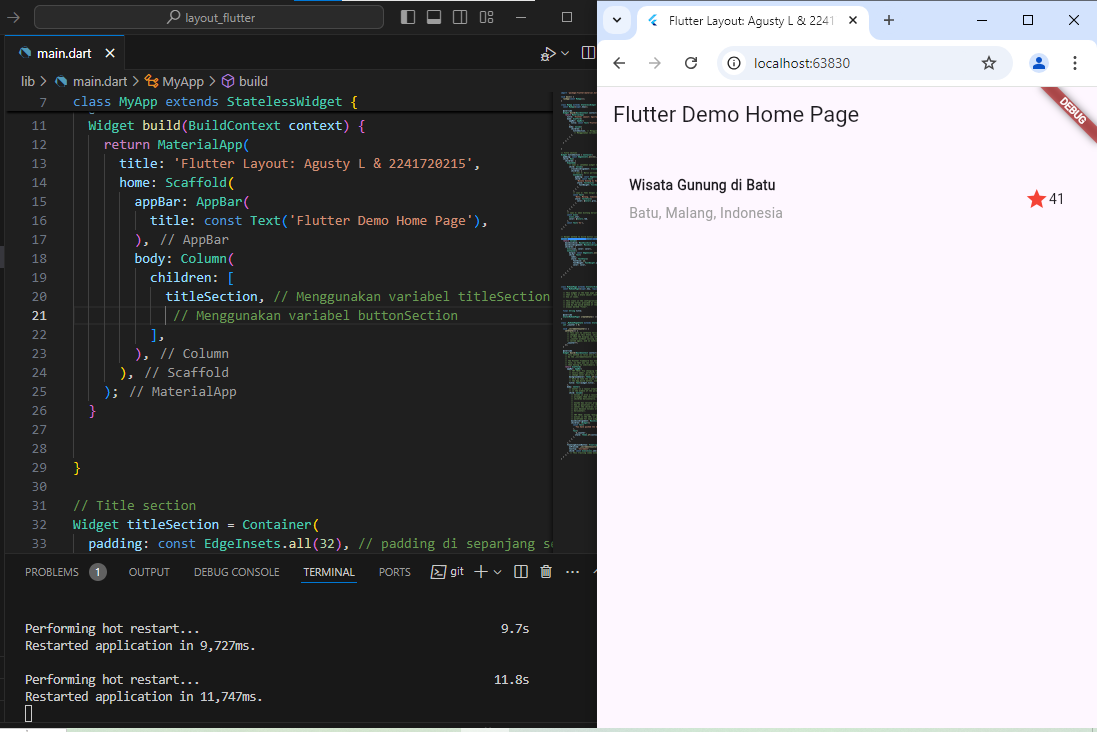 layout_flutter
main.dart
lib > main.dart > MyApp > build
7 class MyApp extends StatelessWidget {
11 Widget build(BuildContext context) {
12 return MaterialApp(
13 title: 'Flutter Layout: Agusty L & 2241720215',
14 home: Scaffold(
15 appBar: AppBar(
16 title: const Text('Flutter Demo Home Page'),
17 ), // AppBar
18 body: Column(
19 children: [
20 titleSection, // Menggunakan variabel titleSection
21 // Menggunakan variabel buttonSection
22 ],
23 ), // Column
24 ), // Scaffold
25 ); // MaterialApp
26 }
27
28
29 }
30
31 // Title section
32 Widget titleSection = Container(
33 padding: const EdgeInsets.all(32), // padding di sepanjang
PROBLEMS 1 OUTPUT DEBUG CONSOLE TERMINAL PORTS git
Performing hot restart... 9.7s
Restarted application in 9,727ms.
Performing hot restart... 11.8s
Restarted application in 11,747ms.
Flutter Layout: Agusty L & 2241
localhost:63830
DEBUG
Flutter Demo Home Page
Wisata Gunung di Batu
Batu, Malang, Indonesia
41